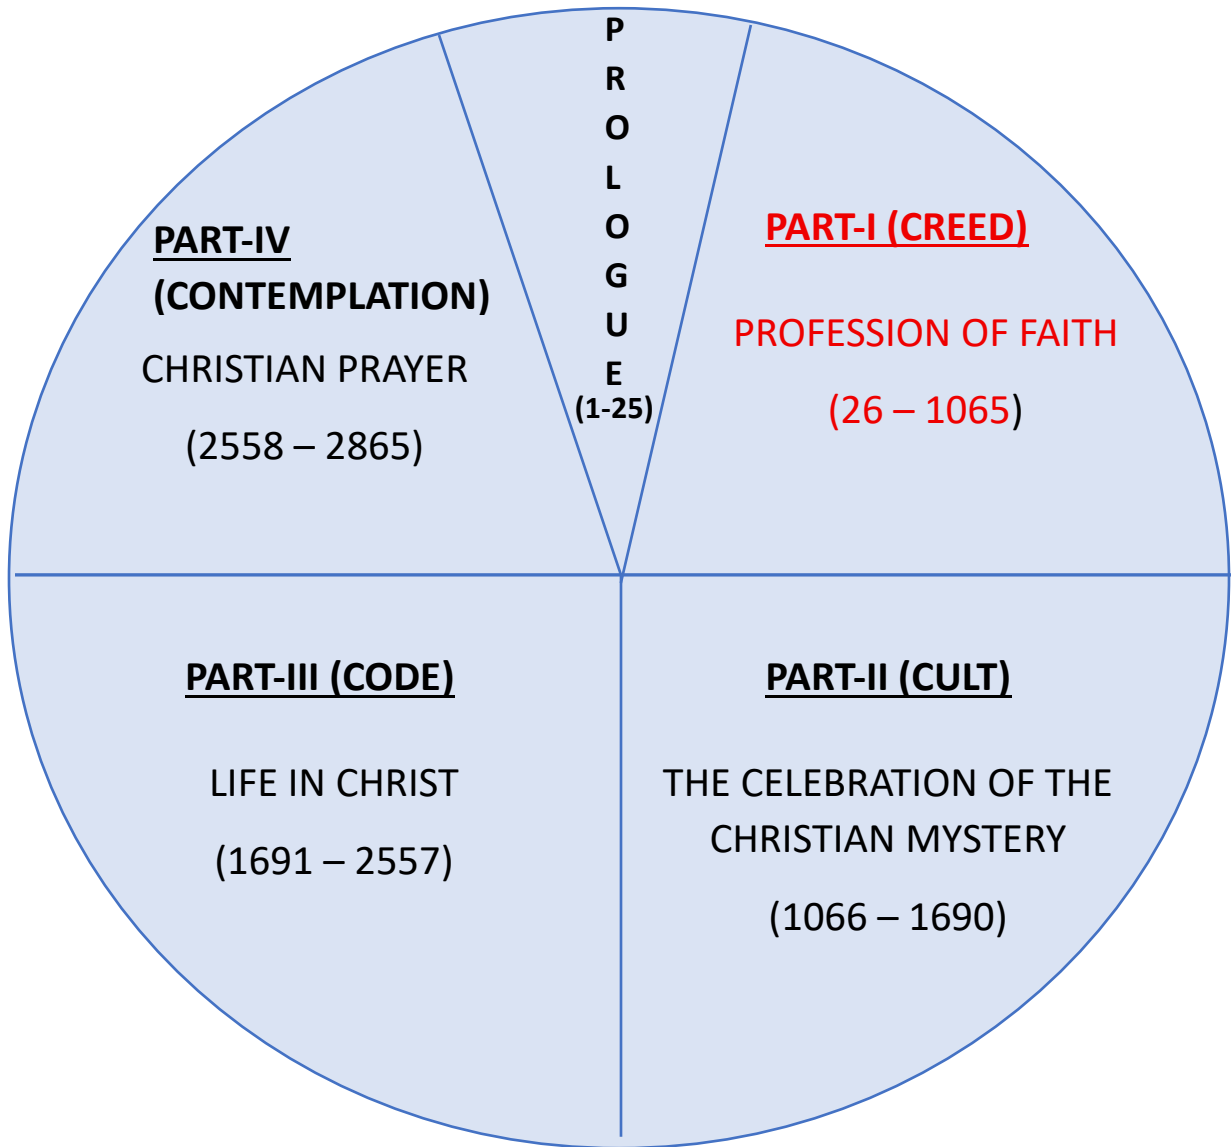 PROLOGUE
(1-25)
PART-I (CREED)
PROFESSION OF FAITH
(26 – 1065)
PART-II (CULT)
THE CELEBRATION OF THE
CHRISTIAN MYSTERY
(1066 – 1690)
PART-III (CODE)
LIFE IN CHRIST
(1691 – 2557)
PART-IV
(CONTEMPLATION)
CHRISTIAN PRAYER
(2558 – 2865)